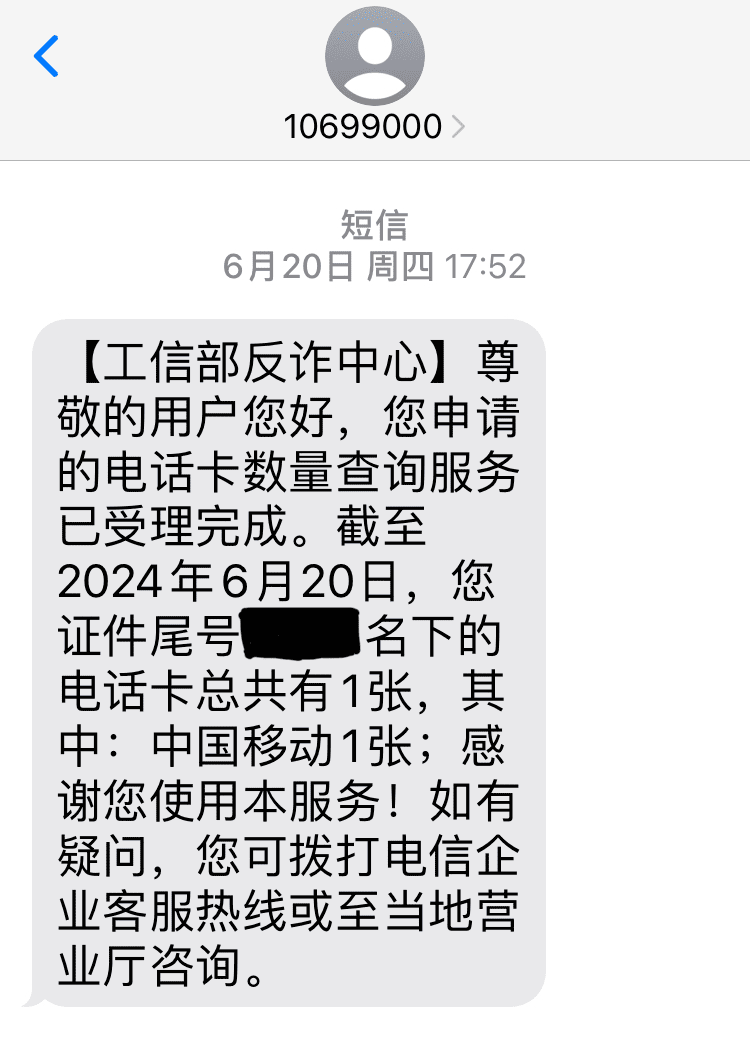 10699000
短信
6月20日 周四 17:52
【工信部反诈中心】尊
敬的用户您好，您申请
的电话卡数量查询服务
已受理完成。截至
2024年6月20日，您
证件尾号 名下的
电话卡总共有1张，其
中：中国移动1张；感
谢您使用本服务！如有
疑问，您可拨打电信企
业客服热线或至当地营
业厅咨询。